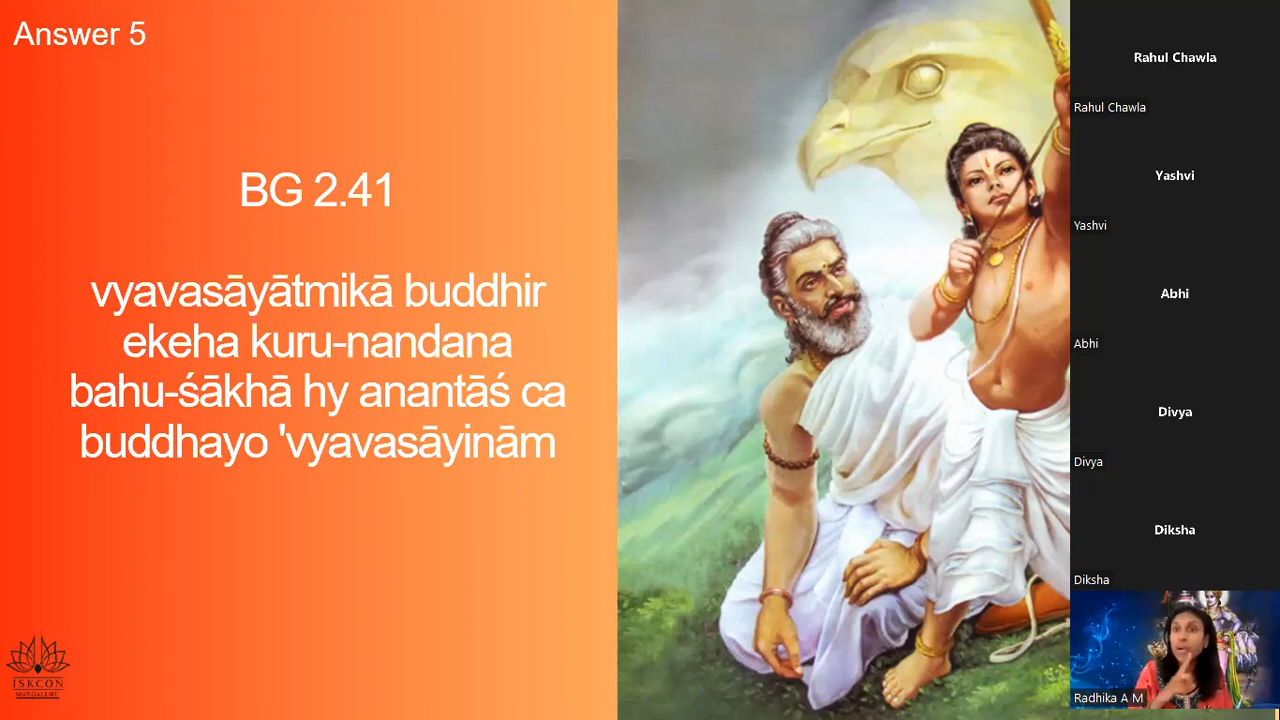 Answer 5
BG 2.41
vyavasāyātmikā buddhir
ekeha kuru-nandana
bahu-śākhā hy anantāś ca
buddhayo 'vyavasāyinām
ISKCON
MANGALURU
Rahul Chawla
Rahul Chawla
Yashvi
Yashvi
Abhi
Abhi
Divya
Divya
Diksha
Diksha
Radhika A M